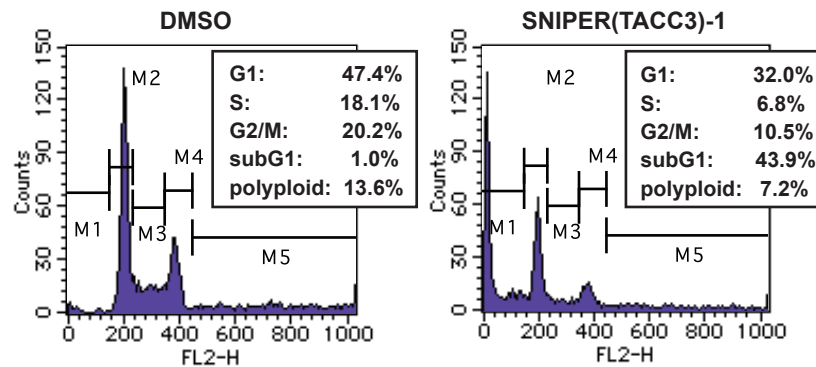 DMSO
150
120
90
60
30
0
Counts
M1
M2
M3
M4
M5
G1: 47.4%
S: 18.1%
G2/M: 20.2%
subG1: 1.0%
polyploid: 13.6%
0 200 400 600 800 1000
FL2-H
SNIPER(TACC3)-1
150
120
90
60
30
0
Counts
M1
M2
M3
M4
M5
G1: 32.0%
S: 6.8%
G2/M: 10.5%
subG1: 43.9%
polyploid: 7.2%
0 200 400 600 800 1000
FL2-H